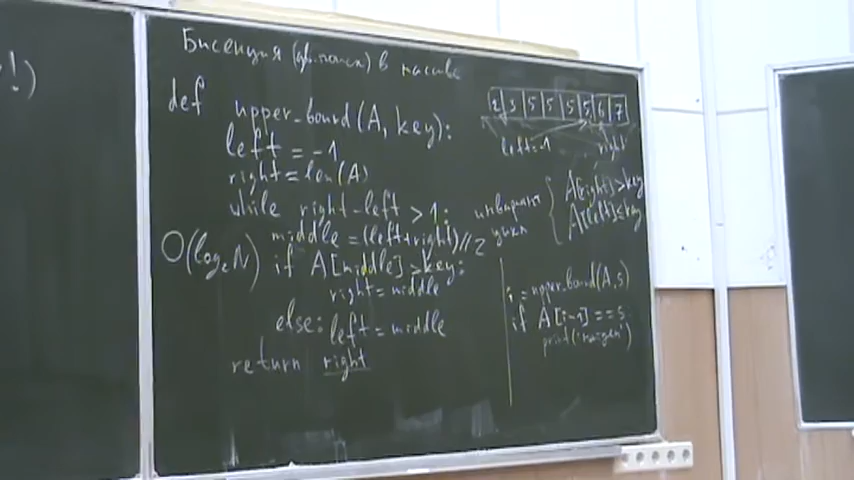 !)
Бисекция (дв. поиск) в массиве
def upper_bound(A, key):
left = -1
right = len(A)
while right-left > 1:
middle = (left+right)//2
O(log₂N)
if A[middle] > key:
right = middle
else: left = middle
return right
2 3 5 5 5 5 6 7
left=1 right
инвариант цикл
A[right] > key
A[left] ≤ key
i = upper_bound(A, 5)
if A[i-1] == 5
print('найден')